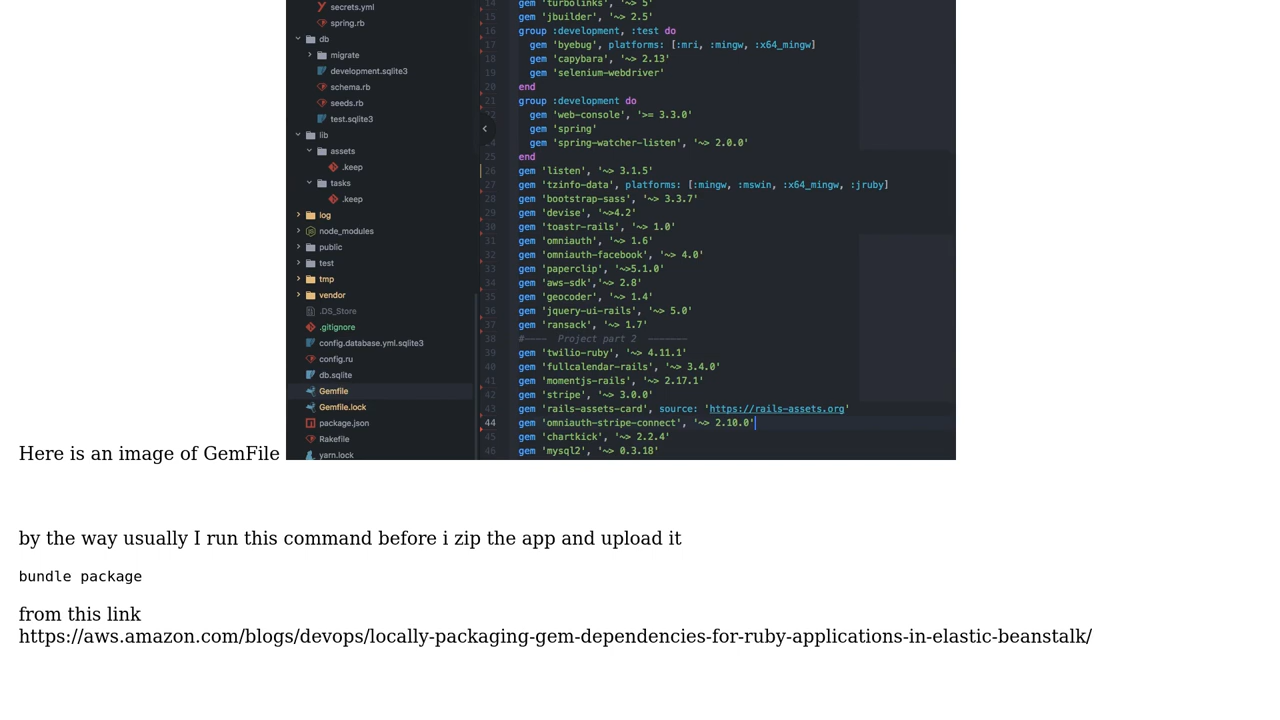 secrets.yml
spring.rb
db
migrate
development.sqlite3
schema.rb
seeds.rb
test.sqlite3
lib
assets
.keep
tasks
.keep
log
node_modules
public
test
tmp
vendor
.DS_Store
.gitignore
config.database.yml.sqlite3
config.ru
db.sqlite
Gemfile
Gemfile.lock
package.json
Rakefile
yarn.lock
14 gem 'turbolinks', '~> 5'
15 gem 'jbuilder', '~> 2.5'
16 group :development, :test do
17 gem 'byebug', platforms: [:mri, :mingw, :x64_mingw]
18 gem 'capybara', '~> 2.13'
19 gem 'selenium-webdriver'
20 end
21 group :development do
22 gem 'web-console', '>= 3.3.0'
gem 'spring'
24 gem 'spring-watcher-listen', '~> 2.0.0'
25 end
26 gem 'listen', '~> 3.1.5'
27 gem 'tzinfo-data', platforms: [:mingw, :mswin, :x64_mingw, :jruby]
28 gem 'bootstrap-sass', '~> 3.3.7'
29 gem 'devise', '~>4.2'
30 gem 'toastr-rails', '~> 1.0'
31 gem 'omniauth', '~> 1.6'
32 gem 'omniauth-facebook', '~> 4.0'
33 gem 'paperclip', '~>5.1.0'
34 gem 'aws-sdk','~> 2.8'
35 gem 'geocoder', '~> 1.4'
36 gem 'jquery-ui-rails', '~> 5.0'
37 gem 'ransack', '~> 1.7'
38 #---- Project part 2 -------
39 gem 'twilio-ruby', '~> 4.11.1'
40 gem 'fullcalendar-rails', '~> 3.4.0'
41 gem 'momentjs-rails', '~> 2.17.1'
42 gem 'stripe', '~> 3.0.0'
43 gem 'rails-assets-card', source: 'https://rails-assets.org'
44 gem 'omniauth-stripe-connect', '~> 2.10.0'
45 gem 'chartkick', '~> 2.2.4'
46 gem 'mysql2', '~> 0.3.18'
Here is an image of GemFile
by the way usually I run this command before i zip the app and upload it
bundle package
from this link
https://aws.amazon.com/blogs/devops/locally-packaging-gem-dependencies-for-ruby-applications-in-elastic-beanstalk/